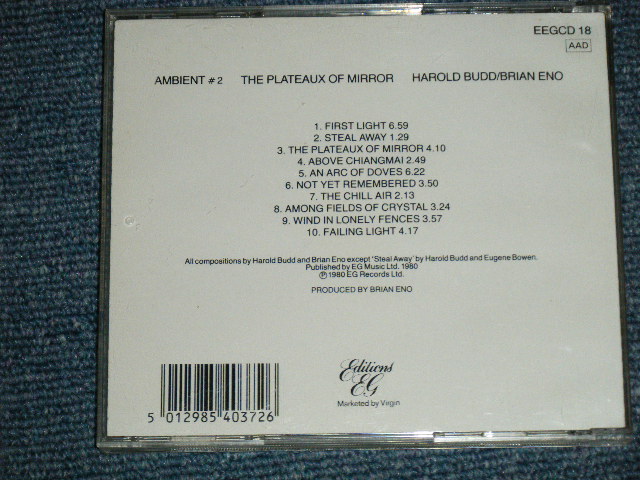 EEGCD 18
AAD
AMBIENT #2 THE PLATEAUX OF MIRROR HAROLD BUDD/BRIAN ENO
1. FIRST LIGHT 6.59
2. STEAL AWAY 1.29
3. THE PLATEAUX OF MIRROR 4.10
4. ABOVE CHIANGMAI 2.49
5. AN ARC OF DOVES 6.22
6. NOT YET REMEMBERED 3.50
7. THE CHILL AIR 2.13
8. AMONG FIELDS OF CRYSTAL 3.24
9. WIND IN LONELY FENCES 3.57
10. FAILING LIGHT 4.17
All compositions by Harold Budd and Brian Eno except 'Steal Away' by Harold Budd and Eugene Bowen.
Published by EG Music Ltd. 1980
℗ 1980 EG Records Ltd.
PRODUCED BY BRIAN ENO
Editions
EG
Marketed by Virgin
5 012985 403726